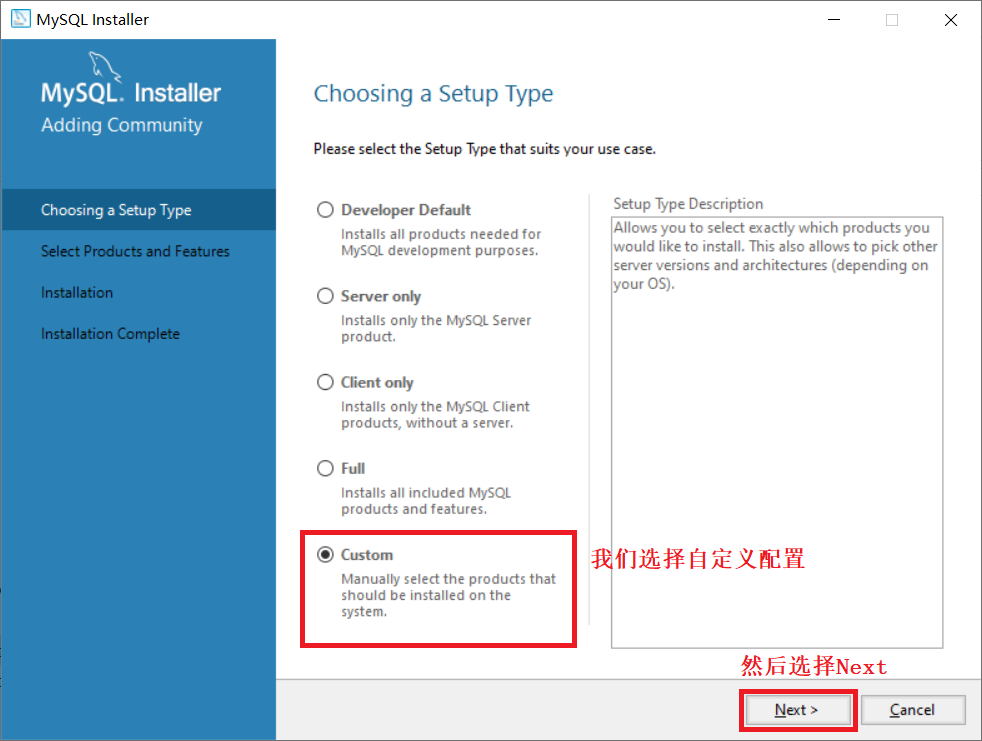 MySQL Installer
MySQL. Installer
Adding Community
Choosing a Setup Type
Select Products and Features
Installation
Installation Complete
Choosing a Setup Type
Please select the Setup Type that suits your use case.
Developer Default
Installs all products needed for
MySQL development purposes.
Server only
Installs only the MySQL Server
product.
Client only
Installs only the MySQL Client
products, without a server.
Full
Installs all included MySQL
products and features.
Custom
Manually select the products that
should be installed on the
system.
我们选择自定义配置
Setup Type Description
Allows you to select exactly which products you
would like to install. This also allows to pick other
server versions and architectures (depending on
your OS).
然后选择Next
Next >
Cancel